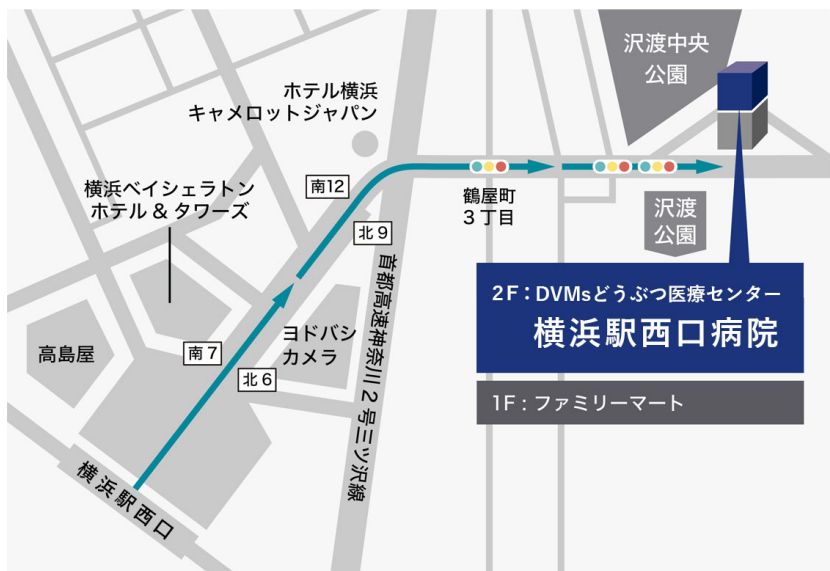 沢渡中央
公園
ホテル横浜
キャメロットジャパン
横浜ベイシェラトン
ホテル & タワーズ
南12
北 9
鶴屋町
3 丁目
沢渡
公園
首都高速神奈川 2 号三ツ沢線
2F：DVMsどうぶつ医療センター
横浜駅西口病院
1F : ファミリーマート
高島屋
南 7
北 6
ヨドバシ
カメラ
横浜駅西口